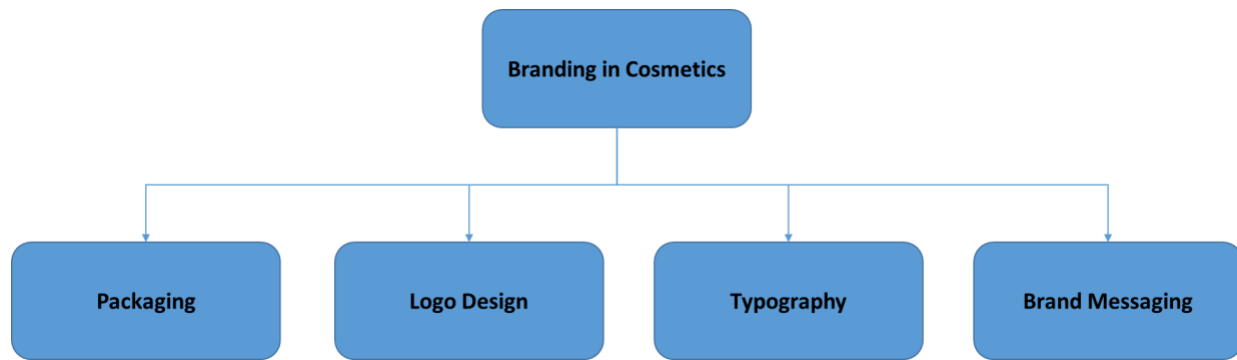 Branding in Cosmetics
Packaging
Logo Design
Typography
Brand Messaging